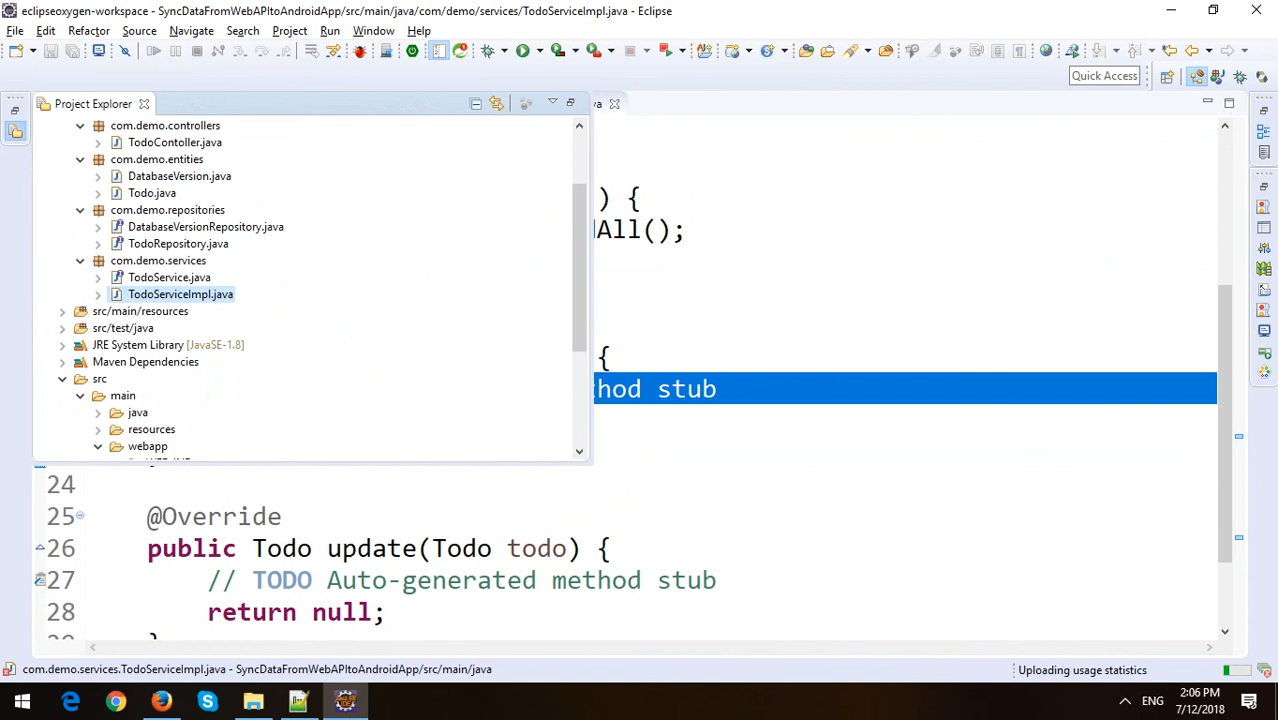 eclipseoxygen-workspace - SyncDataFromWebAPItoAndroidApp/src/main/java/com/demo/services/TodoServiceImpl.java - Eclipse
File Edit Refactor Source Navigate Search Project Run Window Help
Quick Access
Project Explorer
va
com.demo.controllers
TodoContoller.java
com.demo.entities
DatabaseVersion.java
Todo.java
com.demo.repositories
DatabaseVersionRepository.java
TodoRepository.java
com.demo.services
TodoService.java
TodoServiceImpl.java
src/main/resources
src/test/java
JRE System Library [JavaSE-1.8]
Maven Dependencies
src
main
java
resources
webapp
) {
dAll();
{
thod stub
24
25 @Override
26 public Todo update(Todo todo) {
27 // TODO Auto-generated method stub
28 return null;
com.demo.services.TodoServiceImpl.java - SyncDataFromWebAPItoAndroidApp/src/main/java
Uploading usage statistics
ENG
2:06 PM
7/12/2018